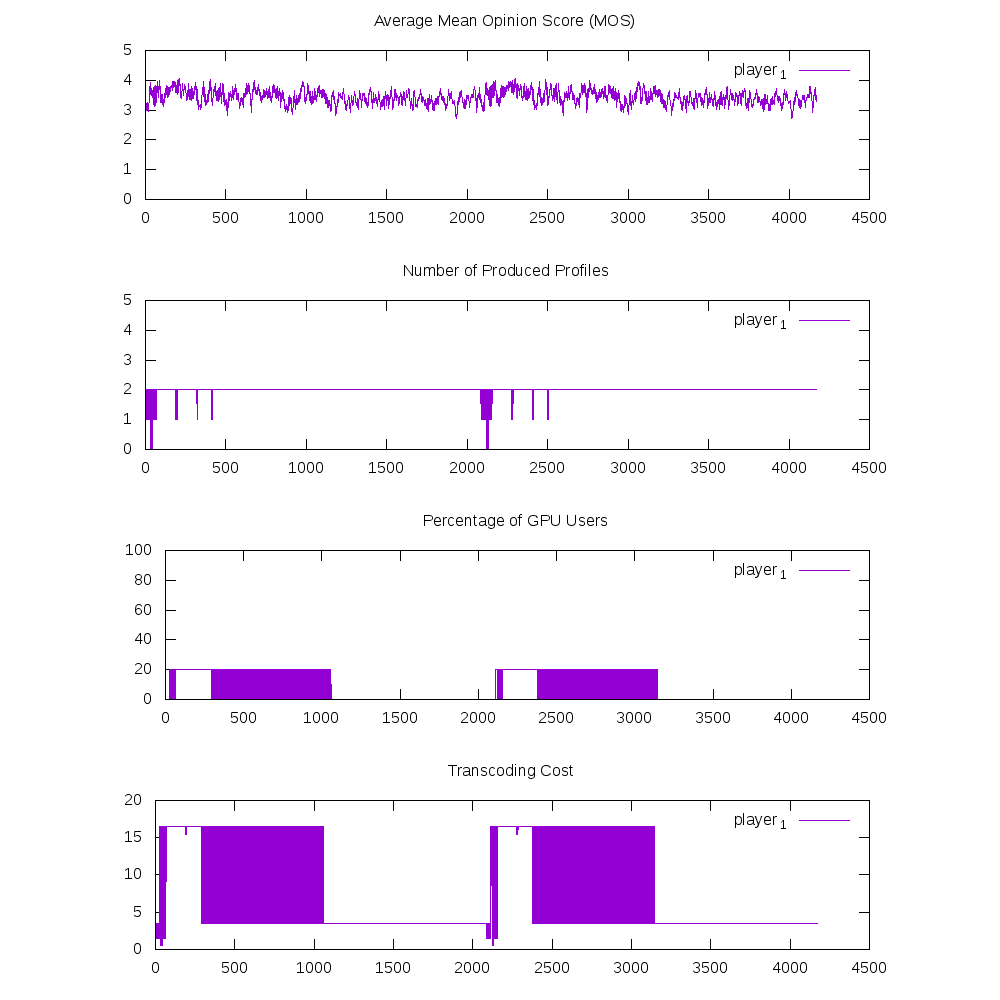 Average Mean Opinion Score (MOS)
5
player 1
4
3
2
1
0
0 500 1000 1500 2000 2500 3000 3500 4000 4500
Number of Produced Profiles
5
player 1
4
3
2
1
0
0 500 1000 1500 2000 2500 3000 3500 4000 4500
Percentage of GPU Users
100
player 1
80
60
40
20
0
0 500 1000 1500 2000 2500 3000 3500 4000 4500
Transcoding Cost
20
player 1
15
10
5
0
0 500 1000 1500 2000 2500 3000 3500 4000 4500